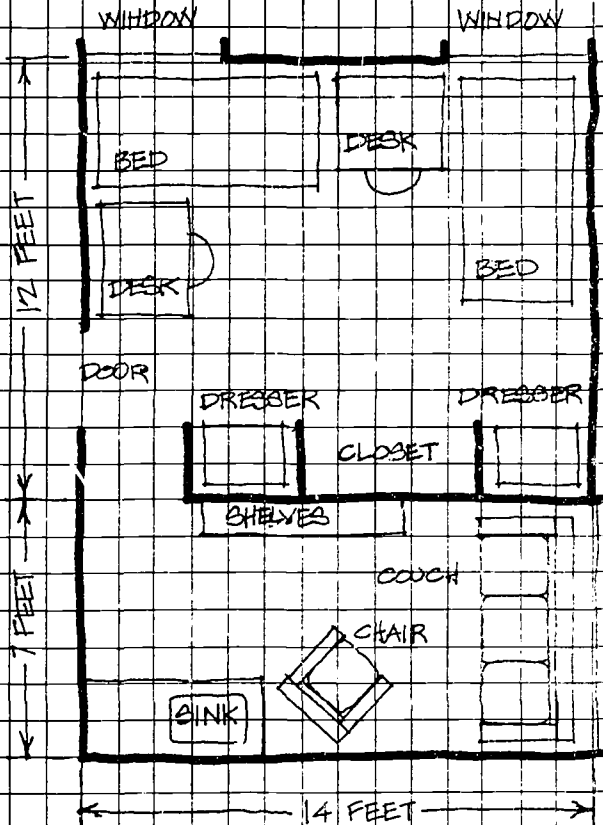 WINDOW
WINDOW
BED
DESK
12 FEET
DESK
BED
DOOR
DRESSER
DRESSER
CLOSET
SHELVES
COUCH
7 FEET
CHAIR
SINK
14 FEET